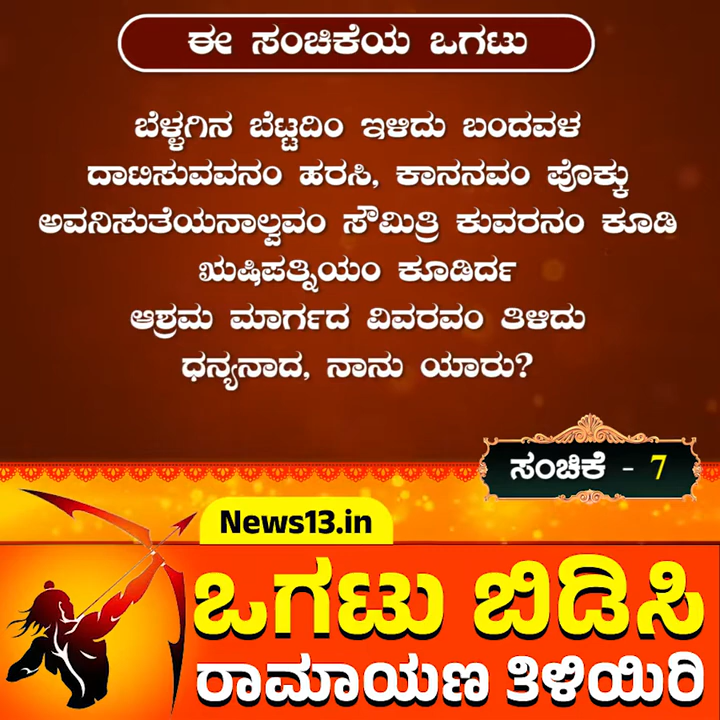 ಈ ಸಂಚಿಕೆಯ ಒಗಟು
ಬೆಳ್ಳಗಿನ ಬೆಟ್ಟದಿಂ ಇಳಿದು ಬಂದವಳ
ದಾಟಿಸುವವನಂ ಹರಸಿ, ಕಾನನವಂ ಪೊಕ್ಕು
ಅವನಿಸುತೆಯನಾಲ್ವವಂ ಸೌಮಿತ್ರಿ ಕುವರನಂ ಕೂಡಿ
ಋಷಿಪತ್ನಿಯಂ ಕೂಡಿರ್ದ
ಆಶ್ರಮ ಮಾರ್ಗದ ವಿವರವಂ ತಿಳಿದು
ಧನ್ಯನಾದ, ನಾನು ಯಾರು?
ಸಂಚಿಕೆ - 7
News13.in
ಒಗಟು ಬಿಡಿಸಿ
ರಾಮಾಯಣ ತಿಳಿಯಿರಿ